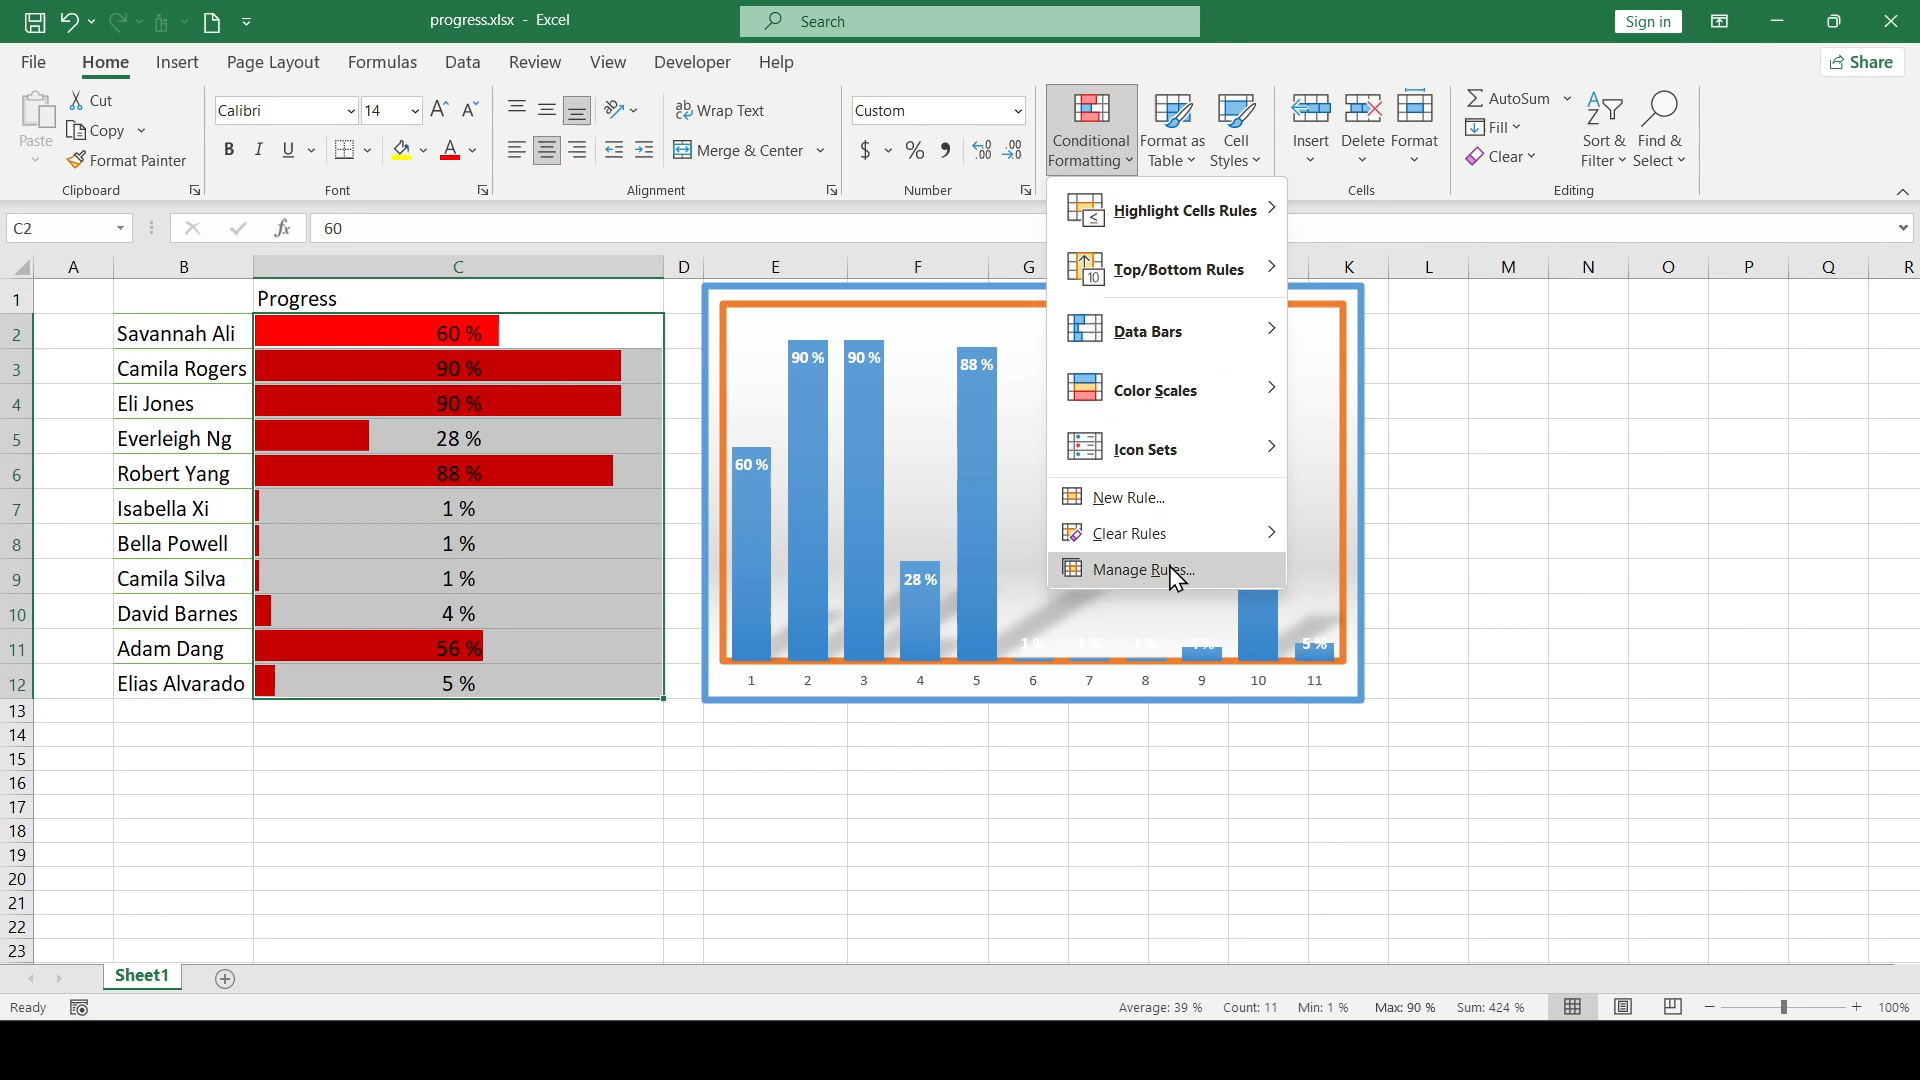 progress.xlsx - Excel
Search
Sign in
File Home Insert Page Layout Formulas Data Review View Developer Help
Share
Paste
Cut
Copy
Format Painter
Clipboard
Calibri 14
B I U
Font
Wrap Text
Merge & Center
Alignment
Custom
$ %
Number
Conditional Formatting
Format as Table
Cell Styles
Insert
Delete
Format
Cells
AutoSum
Fill
Clear
Sort & Filter
Find & Select
Editing
C2
fx
60
Highlight Cells Rules
Top/Bottom Rules
10
Data Bars
Color Scales
Icon Sets
New Rule...
Clear Rules
Manage Rules...
A B C D E F G K L M N O P Q R
1 Progress
2 Savannah Ali 60 %
3 Camila Rogers 90 %
4 Eli Jones 90 %
5 Everleigh Ng 28 %
6 Robert Yang 88 %
7 Isabella Xi 1 %
8 Bella Powell 1 %
9 Camila Silva 1 %
10 David Barnes 4 %
11 Adam Dang 56 %
12 Elias Alvarado 5 %
13
14
15
16
17
18
19
20
21
22
23
60 % 90 % 90 % 28 % 88 % 1 % 1 % 1 % 4 % 5 %
1 2 3 4 5 6 7 8 9 10 11
Sheet1
Ready
Average: 39 % Count: 11 Min: 1 % Max: 90 % Sum: 424 %
100%